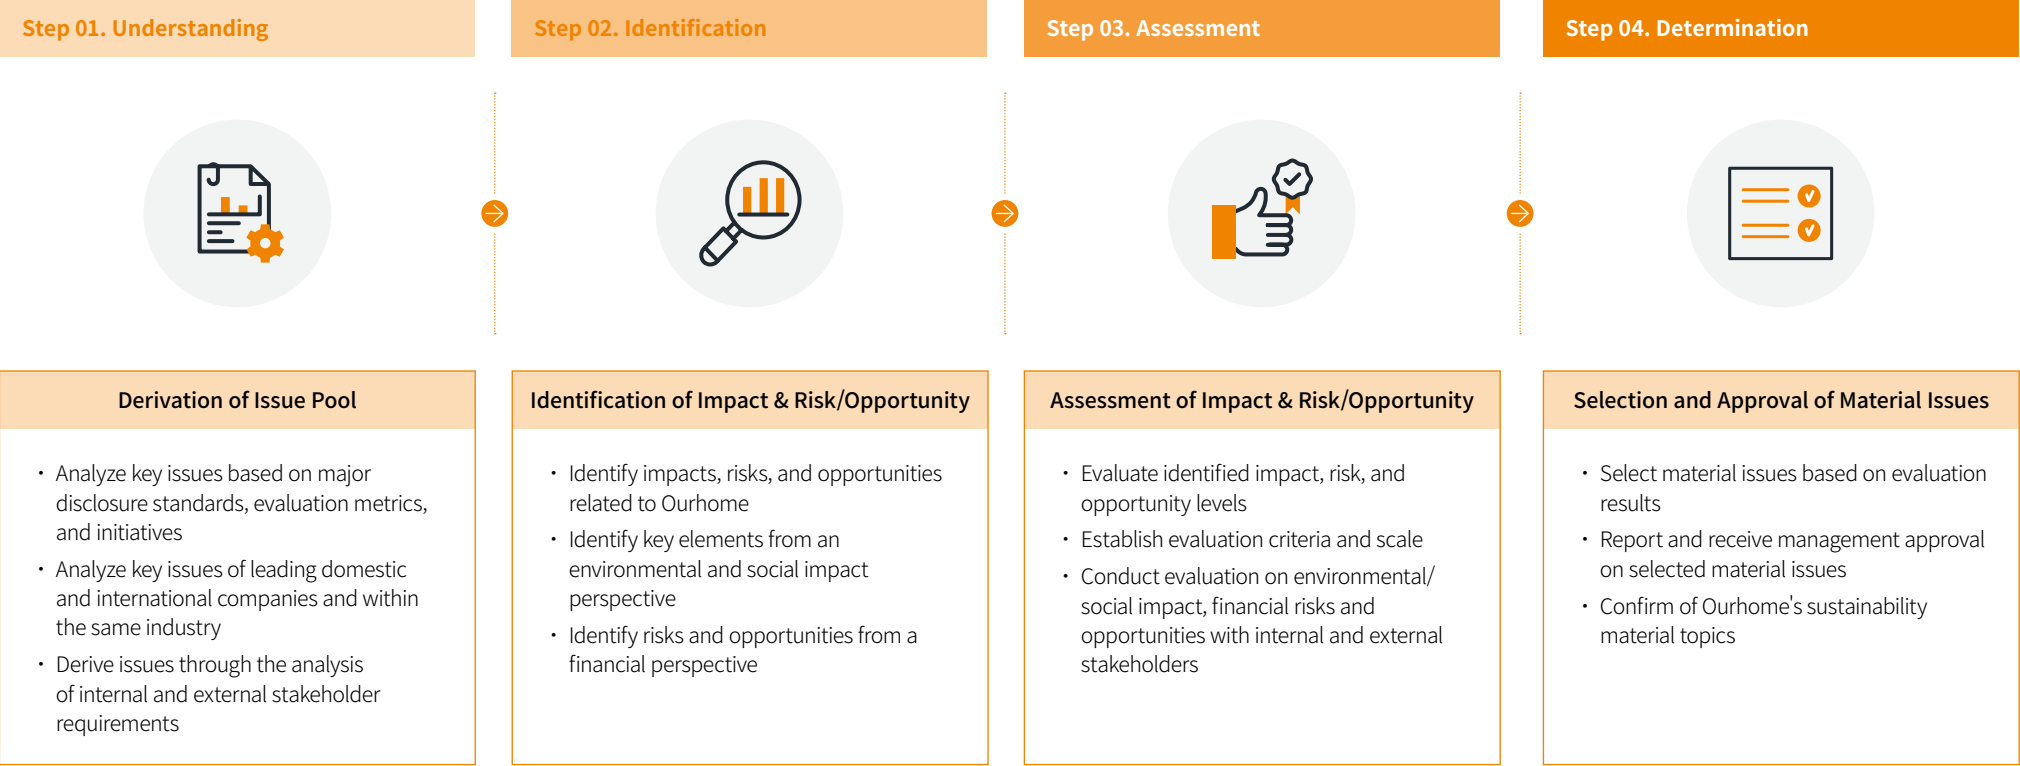 Step 01. Understanding
Derivation of Issue Pool
・ Analyze key issues based on major
disclosure standards, evaluation metrics,
and initiatives
・ Analyze key issues of leading domestic
and international companies and within
the same industry
・ Derive issues through the analysis
of internal and external stakeholder
requirements
Step 02. Identification
Identification of Impact & Risk/Opportunity
・ Identify impacts, risks, and opportunities
related to Ourhome
・ Identify key elements from an
environmental and social impact
perspective
・ Identify risks and opportunities from a
financial perspective
Step 03. Assessment
Assessment of Impact & Risk/Opportunity
・ Evaluate identified impact, risk, and
opportunity levels
・ Establish evaluation criteria and scale
・ Conduct evaluation on environmental/
social impact, financial risks and
opportunities with internal and external
stakeholders
Step 04. Determination
Selection and Approval of Material Issues
・ Select material issues based on evaluation
results
・ Report and receive management approval
on selected material issues
・ Confirm of Ourhome's sustainability
material topics